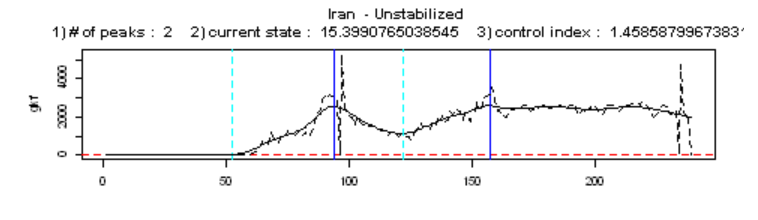 Iran - Unstabilized
1) # of peaks : 2 2) current state : 15.3990765038545 3) control index : 1.45858799673831
4000
2000
0
0 50 100 150 200